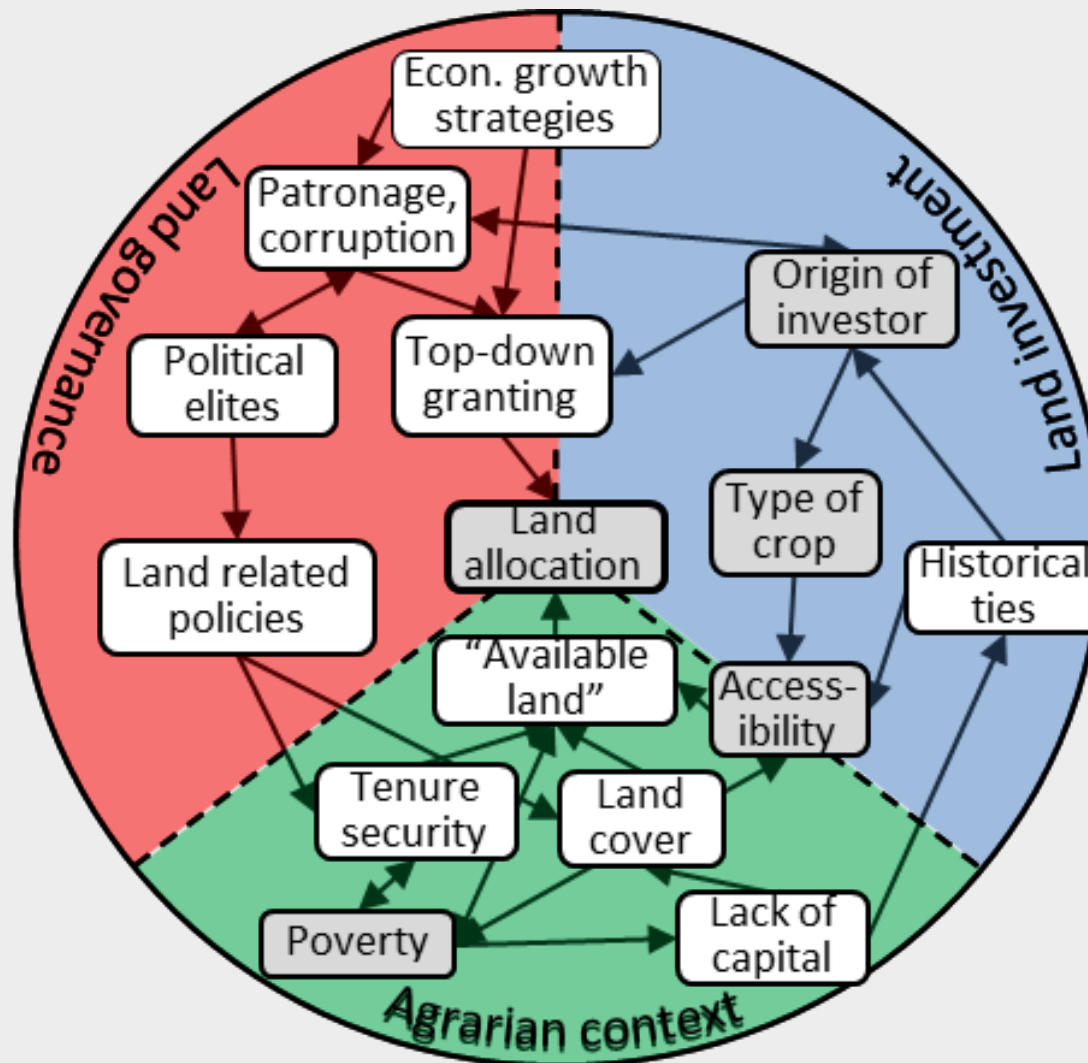 Econ. growth
strategies
Patronage,
corruption
Land governance
Land investment
Origin of
investor
Political
elites
Top-down
granting
Type of
crop
Land
allocation
Land related
policies
Historical
ties
"Available
land"
Access-
ibility
Tenure
security
Land
cover
Poverty
Lack of
capital
Agrarian context